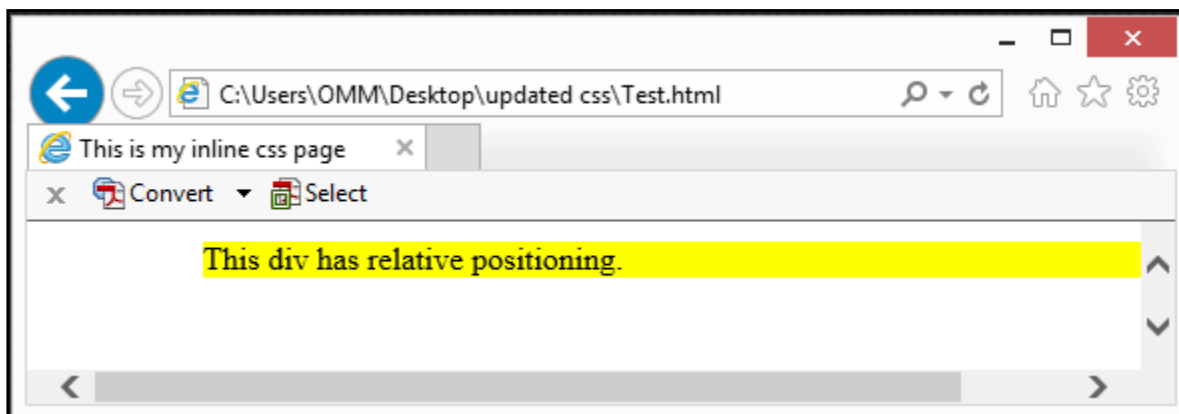 C:\Users\OMM\Desktop\updated css\Test.html
This is my inline css page
Convert Select
This div has relative positioning.